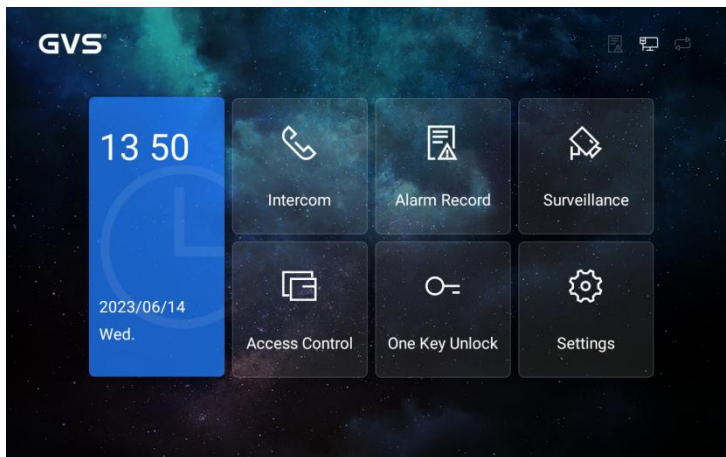 GVS
13 50
2023/06/14
Wed.
Intercom
Alarm Record
Surveillance
Access Control
One Key Unlock
Settings